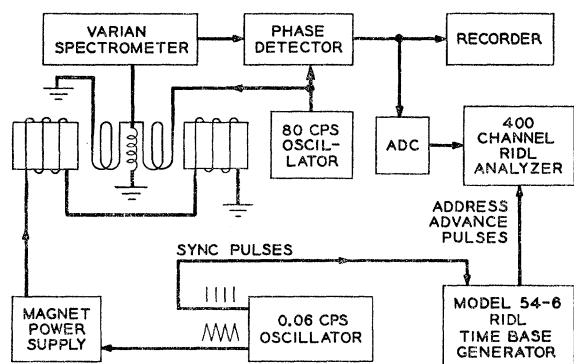 VARIAN
SPECTROMETER
PHASE
DETECTOR
RECORDER
80 CPS
OSCIL-
LATOR
ADC
400
CHANNEL
RIDL
ANALYZER
ADDRESS
ADVANCE
PULSES
SYNC PULSES
MAGNET
POWER
SUPPLY
0.06 CPS
OSCILLATOR
MODEL 54-6
RIDL
TIME BASE
GENERATOR